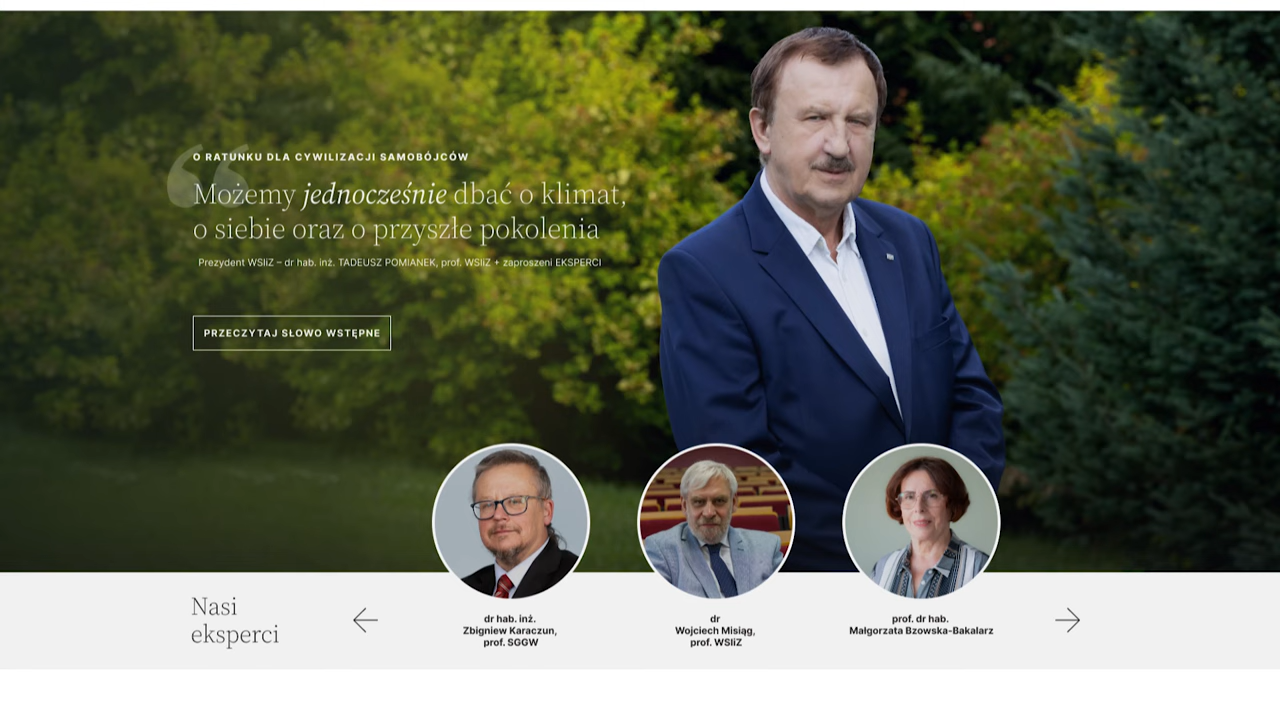 O RATUNKU DLA CYWILIZACJI SAMOBÓJCÓW
Możemy jednocześnie dbać o klimat,
o siebie oraz o przyszłe pokolenia
Prezydent WSIiZ – dr hab. inż. TADEUSZ POMIANEK, prof. WSIiZ + zaproszeni EKSPERCI
PRZECZYTAJ SŁOWO WSTĘPNE
Nasi
eksperci
dr hab. inż.
Zbigniew Karaczun,
prof. SGGW
dr
Wojciech Misiąg,
prof. WSIiZ
prof. dr hab.
Małgorzata Bzowska-Bakalarz